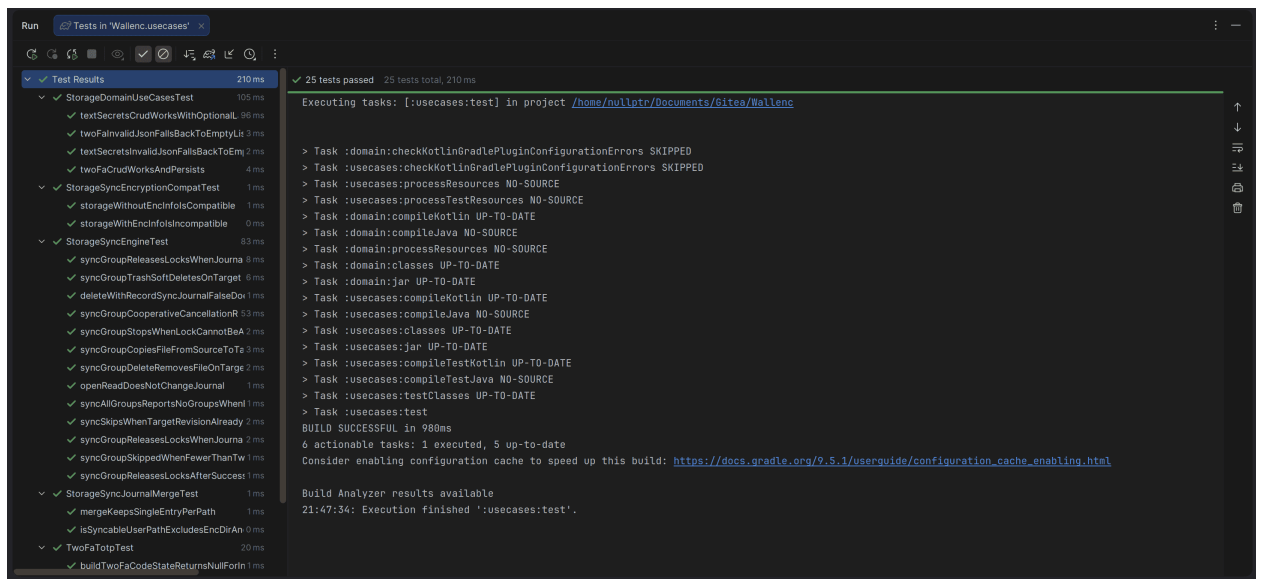 Run Tests in 'Wallenc.usecases'
Test Results 210 ms
StorageDomainUseCasesTest 105 ms
textSecretsCrudWorksWithOptionalL 96 ms
twoFaInvalidJsonFallsBackToEmptyLis 3 ms
textSecretsInvalidJsonFallsBackToEmp 2 ms
twoFaCrudWorksAndPersists 4 ms
StorageSyncEncryptionCompatTest 1 ms
storageWithoutEncInfoIsCompatible 1 ms
storageWithEncInfoIsIncompatible 0 ms
StorageSyncEngineTest 83 ms
syncGroupReleasesLocksWhenJourna 8 ms
syncGroupTrashSoftDeletesOnTarget 6 ms
deleteWithRecordSyncJournalFalseDoe 1 ms
syncGroupCooperativeCancellationR 53 ms
syncGroupStopsWhenLockCannotBeA 2 ms
syncGroupCopiesFileFromSourceToTa 3 ms
syncGroupDeleteRemovesFileOnTarge 2 ms
openReadDoesNotChangeJournal 1 ms
syncAllGroupsReportsNoGroupsWhenI 1 ms
syncSkipsWhenTargetRevisionAlready 2 ms
syncGroupReleasesLocksWhenJourna 2 ms
syncGroupSkippedWhenFewerThanTw 1 ms
syncGroupReleasesLocksAfterSuccess 1 ms
StorageSyncJournalMergeTest 1 ms
mergeKeepsSingleEntryPerPath 1 ms
isSyncableUserPathExcludesEncDirAn 0 ms
TwoFaTotpTest 20 ms
buildTwoFaCodeStateReturnsNullForIn 1 ms
25 tests passed 25 tests total, 210 ms
Executing tasks: [:usecases:test] in project /home/nullptr/Documents/Gitea/Wallenc
> Task :domain:checkKotlinGradlePluginConfigurationErrors SKIPPED
> Task :usecases:checkKotlinGradlePluginConfigurationErrors SKIPPED
> Task :usecases:processResources NO-SOURCE
> Task :usecases:processTestResources NO-SOURCE
> Task :domain:compileKotlin UP-TO-DATE
> Task :domain:compileJava NO-SOURCE
> Task :domain:processResources NO-SOURCE
> Task :domain:classes UP-TO-DATE
> Task :domain:jar UP-TO-DATE
> Task :usecases:compileKotlin UP-TO-DATE
> Task :usecases:compileJava NO-SOURCE
> Task :usecases:classes UP-TO-DATE
> Task :usecases:jar UP-TO-DATE
> Task :usecases:compileTestKotlin UP-TO-DATE
> Task :usecases:compileTestJava NO-SOURCE
> Task :usecases:testClasses UP-TO-DATE
> Task :usecases:test
BUILD SUCCESSFUL in 980ms
6 actionable tasks: 1 executed, 5 up-to-date
Consider enabling configuration cache to speed up this build: https://docs.gradle.org/9.5.1/userguide/configuration_cache_enabling.html
Build Analyzer results available
21:47:34: Execution finished ':usecases:test'.